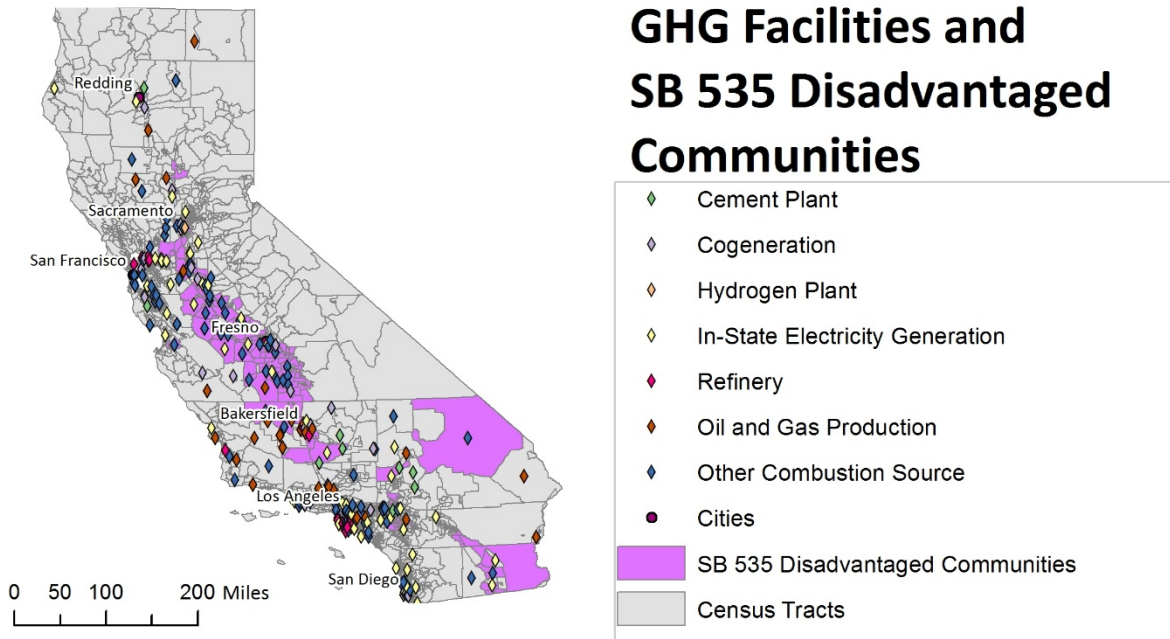 GHG Facilities and
SB 535 Disadvantaged
Communities
Cement Plant
Cogeneration
Hydrogen Plant
In-State Electricity Generation
Refinery
Oil and Gas Production
Other Combustion Source
Cities
SB 535 Disadvantaged Communities
Census Tracts
Redding
Sacramento
San Francisco
Fresno
Bakersfield
Los Angeles
San Diego
0 50 100 200 Miles